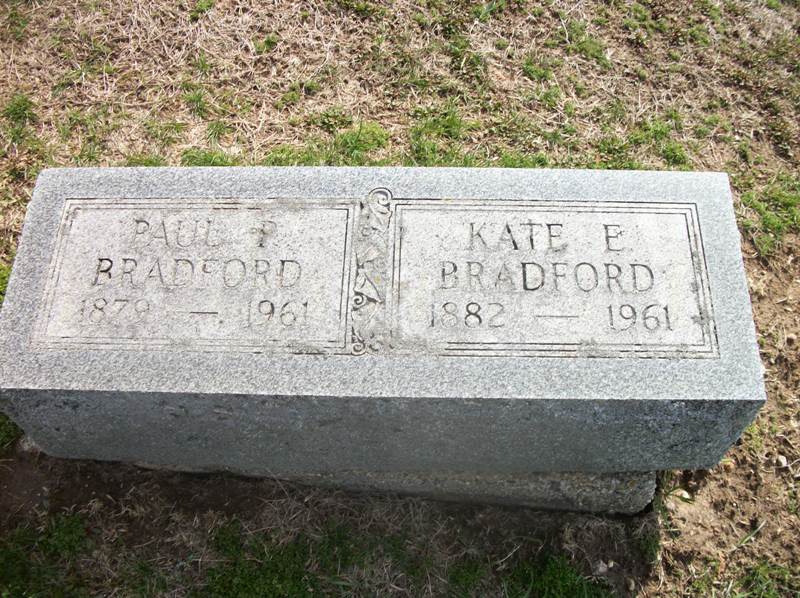 PAUL P.
BRADFORD
1879 — 1961
KATE E.
BRADFORD
1882 — 1961